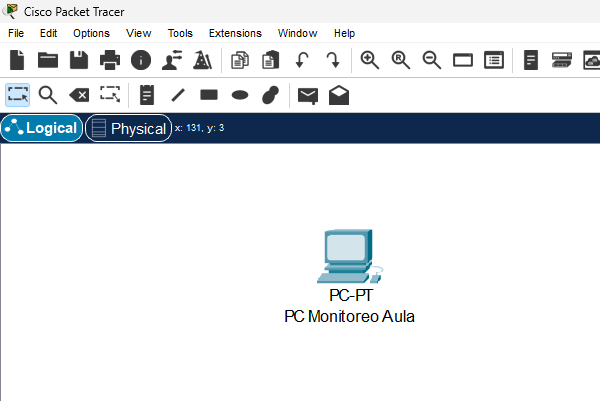 Cisco Packet Tracer
File Edit Options View Tools Extensions Window Help
Logical Physical x: 131, y: 3
PC-PT
PC Monitoreo Aula